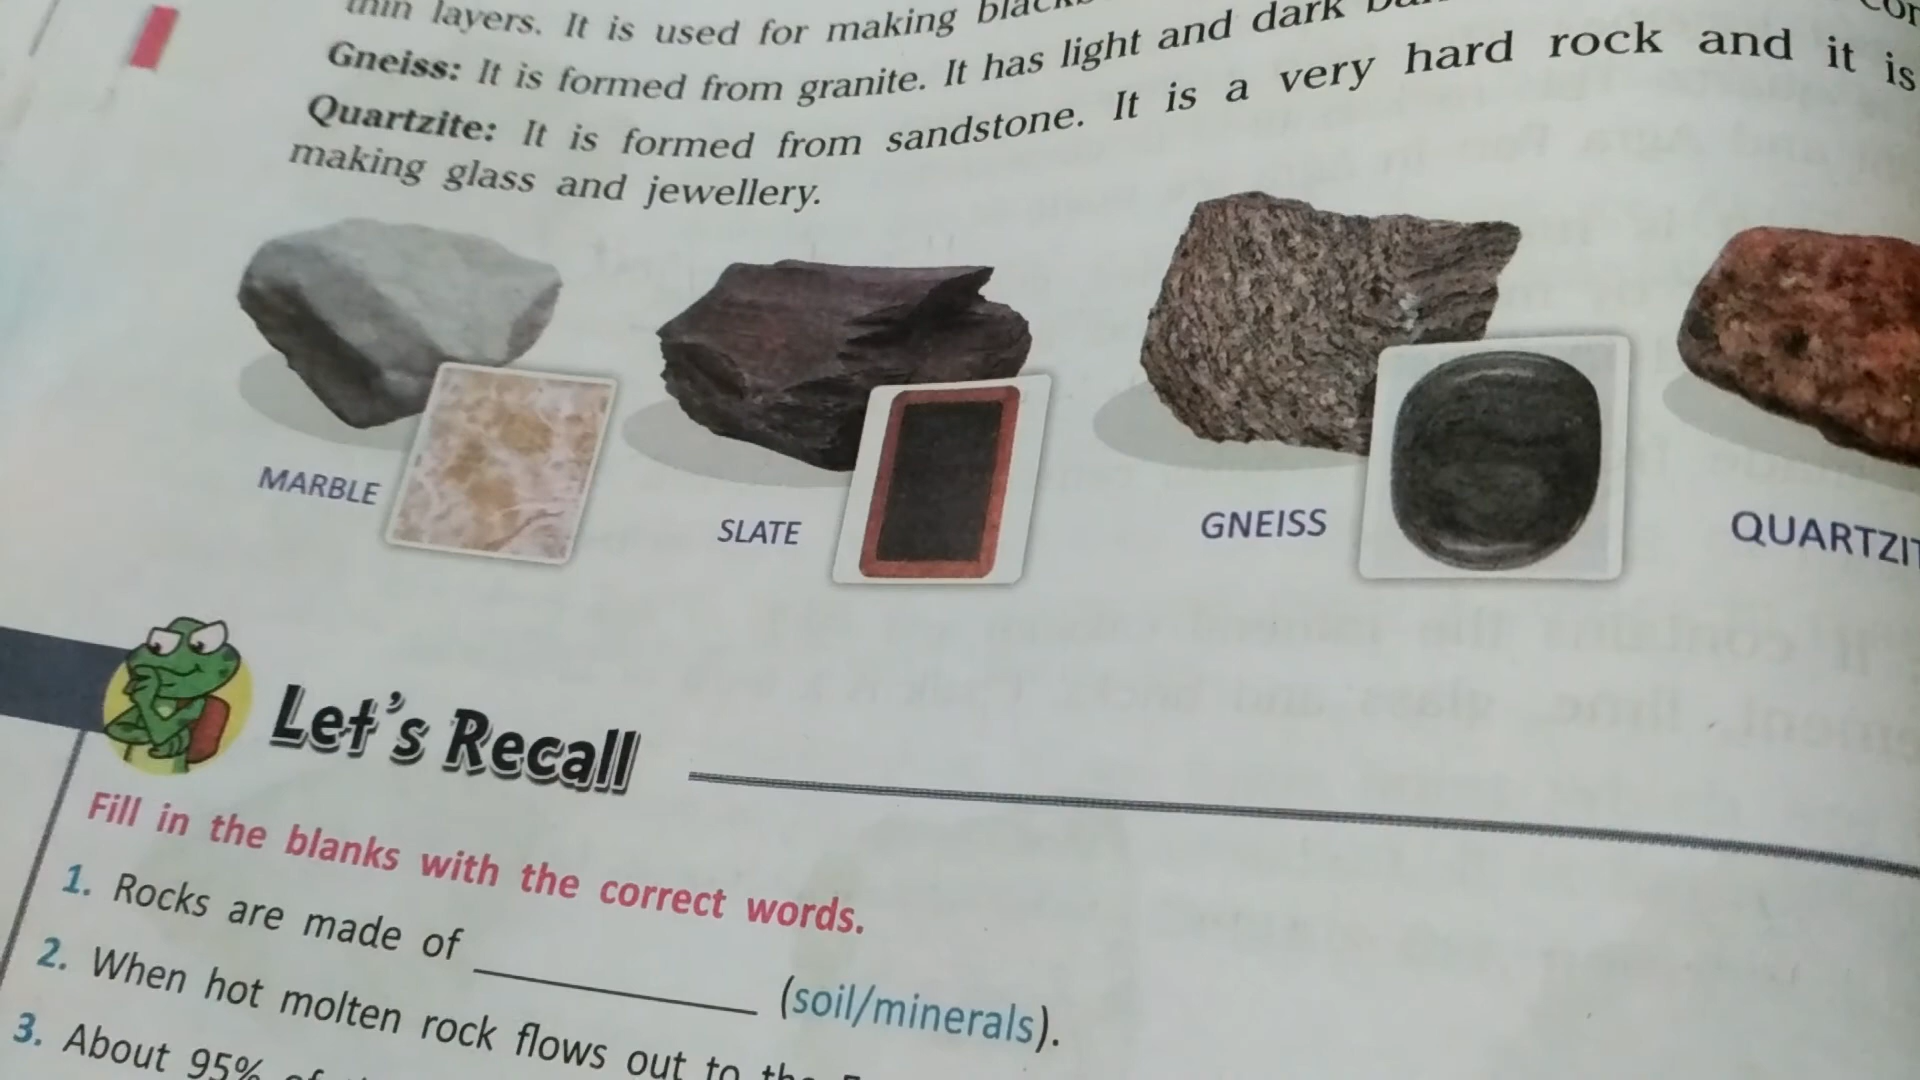 thin layers. It is used for making
Gneiss: It is formed from granite. It has light and dark
Quartzite: It is formed from sandstone. It is a very hard rock and it is
making glass and jewellery.
MARBLE
SLATE
GNEISS
QUARTZIT
Let's Recall
Fill in the blanks with the correct words.
1. Rocks are made of __________ (soil/minerals).
2. When hot molten rock flows out to the
3. About 95%